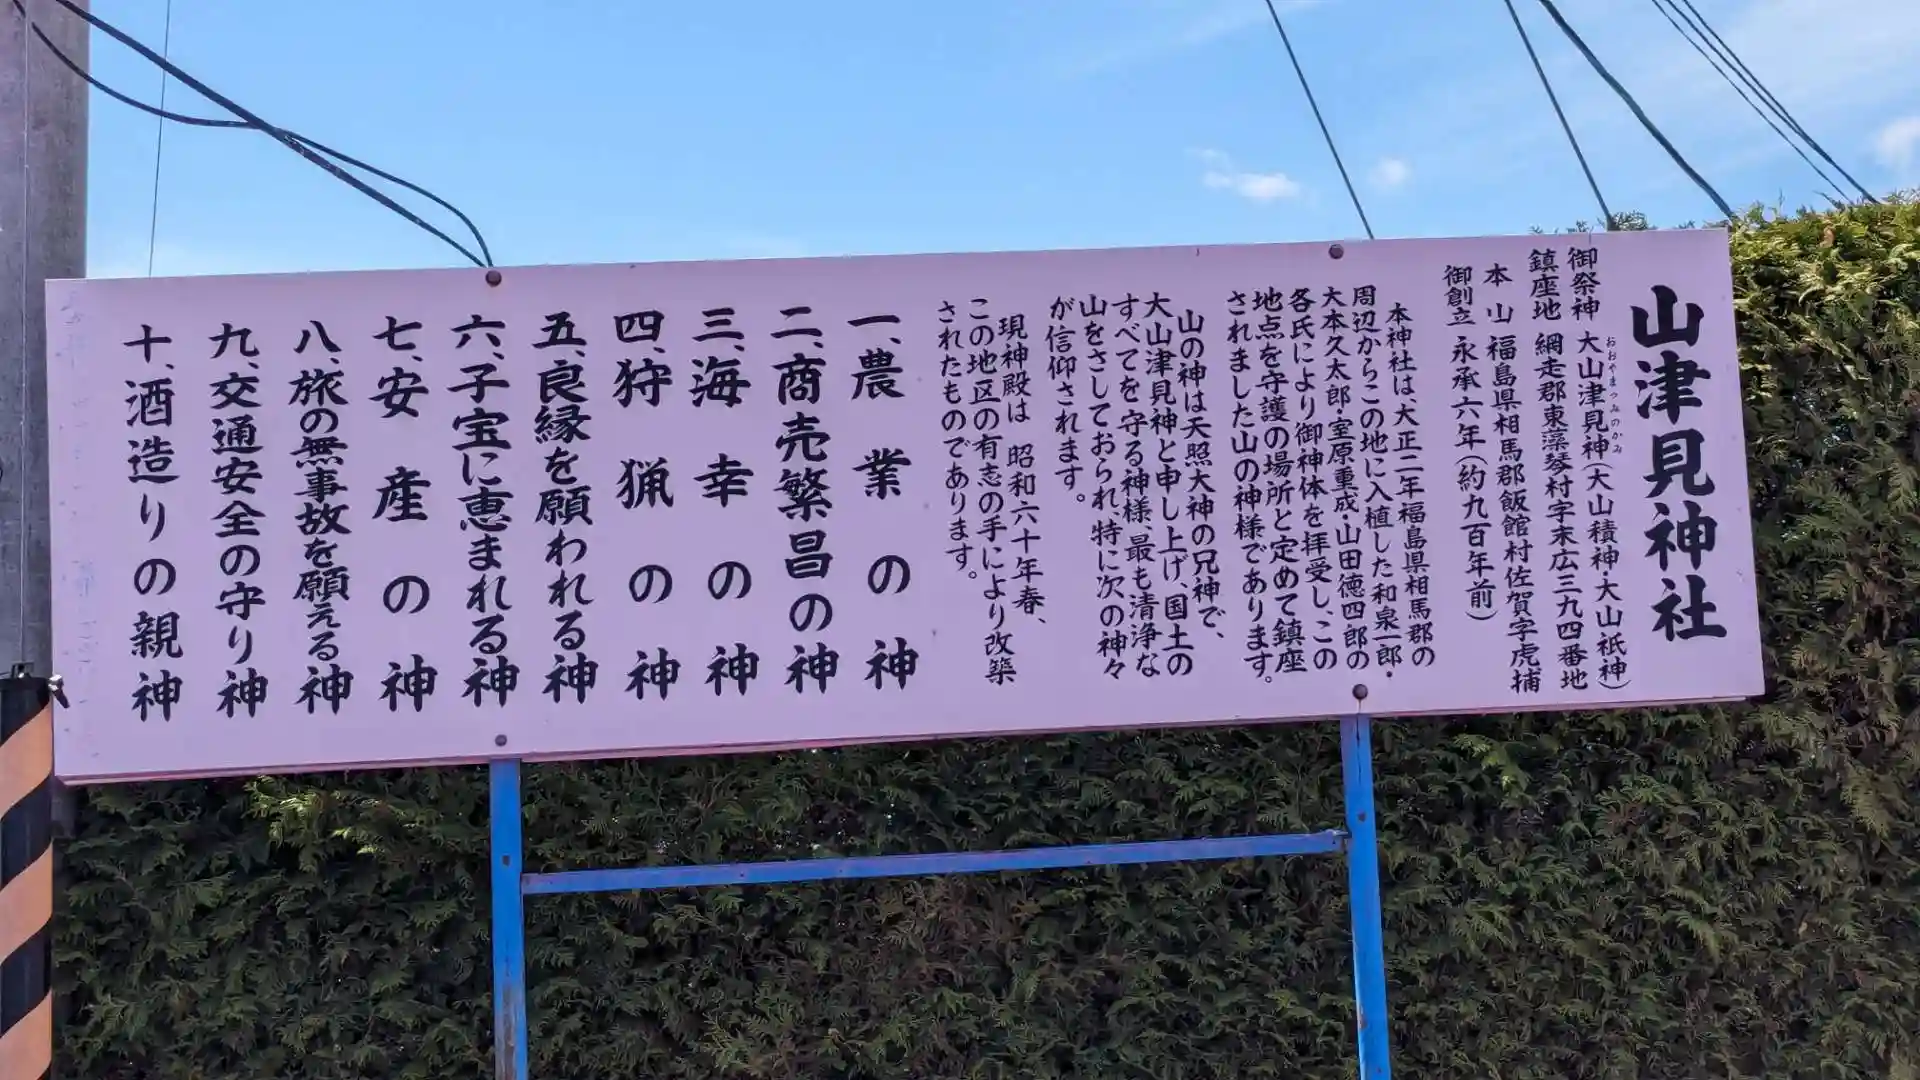 山津見神社
御祭神 大山津見神(大山積神・大山祇神)
おおやまつみのかみ
鎮座地 網走郡東藻琴村字末広三九四番地
本山 福島県相馬郡飯館村佐賀字虎捕
御創立 永承六年(約九百年前)
本神社は、大正二年福島県相馬郡の
周辺からこの地に入植した和泉一郎・
大本久太郎・室原重成・山田徳四郎の
各氏により御神体を拝受し、この
地点を守護の場所と定めて鎮座
されました山の神様であります。
山の神は天照大神の兄神で、
大山津見神と申し上げ、国土の
すべてを守る神様、最も清浄な
山をさしておられ、特に次の神々
が信仰されます。
現神殿は 昭和六十年春、
この地区の有志の手により改築
されたものであります。
一、農業の神
二、商売繁昌の神
三、海幸の神
四、狩猟の神
五、良縁を願われる神
六、子宝に恵まれる神
七、安産の神
八、旅の無事故を願える神
九、交通安全の守り神
十、酒造りの親神